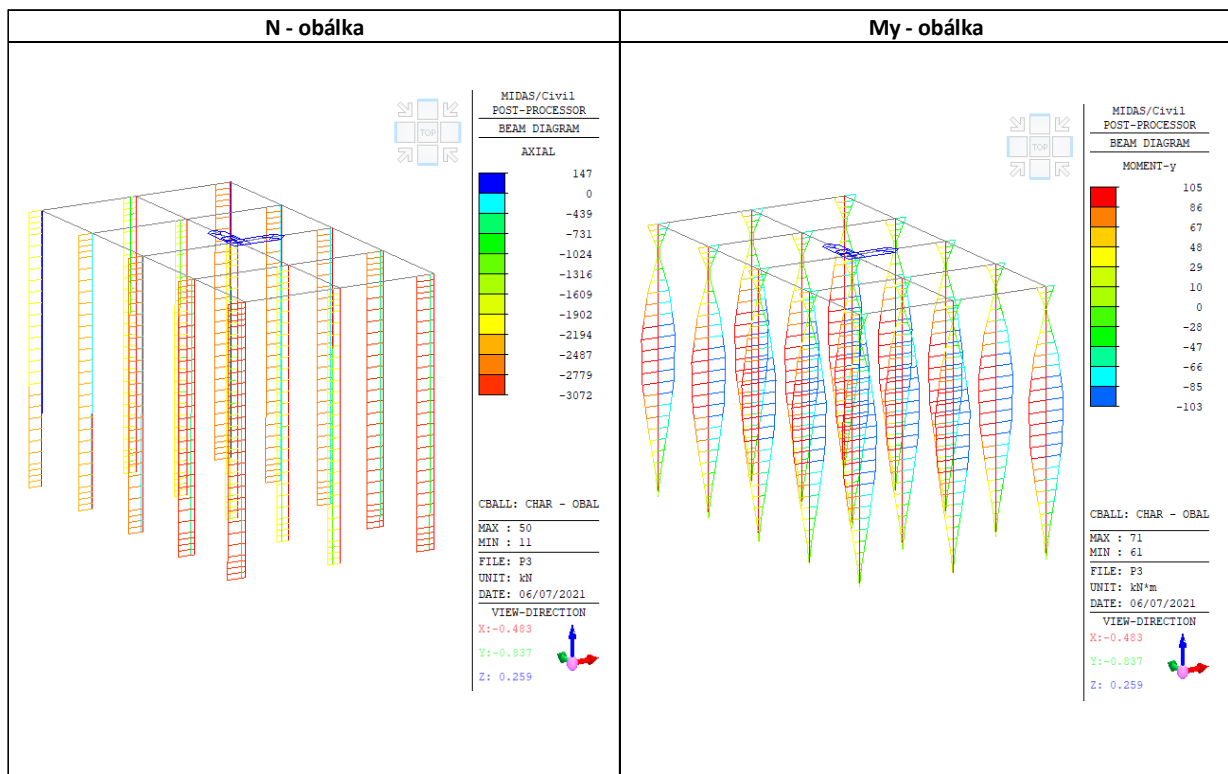 N - obálka
My - obálka
TOP
MIDAS/Civil
POST-PROCESSOR
BEAM DIAGRAM
AXIAL
147
0
-439
-731
-1024
-1316
-1609
-1902
-2194
-2487
-2779
-3072
CBALL: CHAR - OBAL
MAX : 50
MIN : 11
FILE: P3
UNIT: kN
DATE: 06/07/2021
VIEW-DIRECTION
X:-0.483
Y:-0.837
Z: 0.259
TOP
MIDAS/Civil
POST-PROCESSOR
BEAM DIAGRAM
MOMENT-y
105
86
67
48
29
10
0
-28
-47
-66
-85
-103
CBALL: CHAR - OBAL
MAX : 71
MIN : 61
FILE: P3
UNIT: kN*m
DATE: 06/07/2021
VIEW-DIRECTION
X:-0.483
Y:-0.837
Z: 0.259